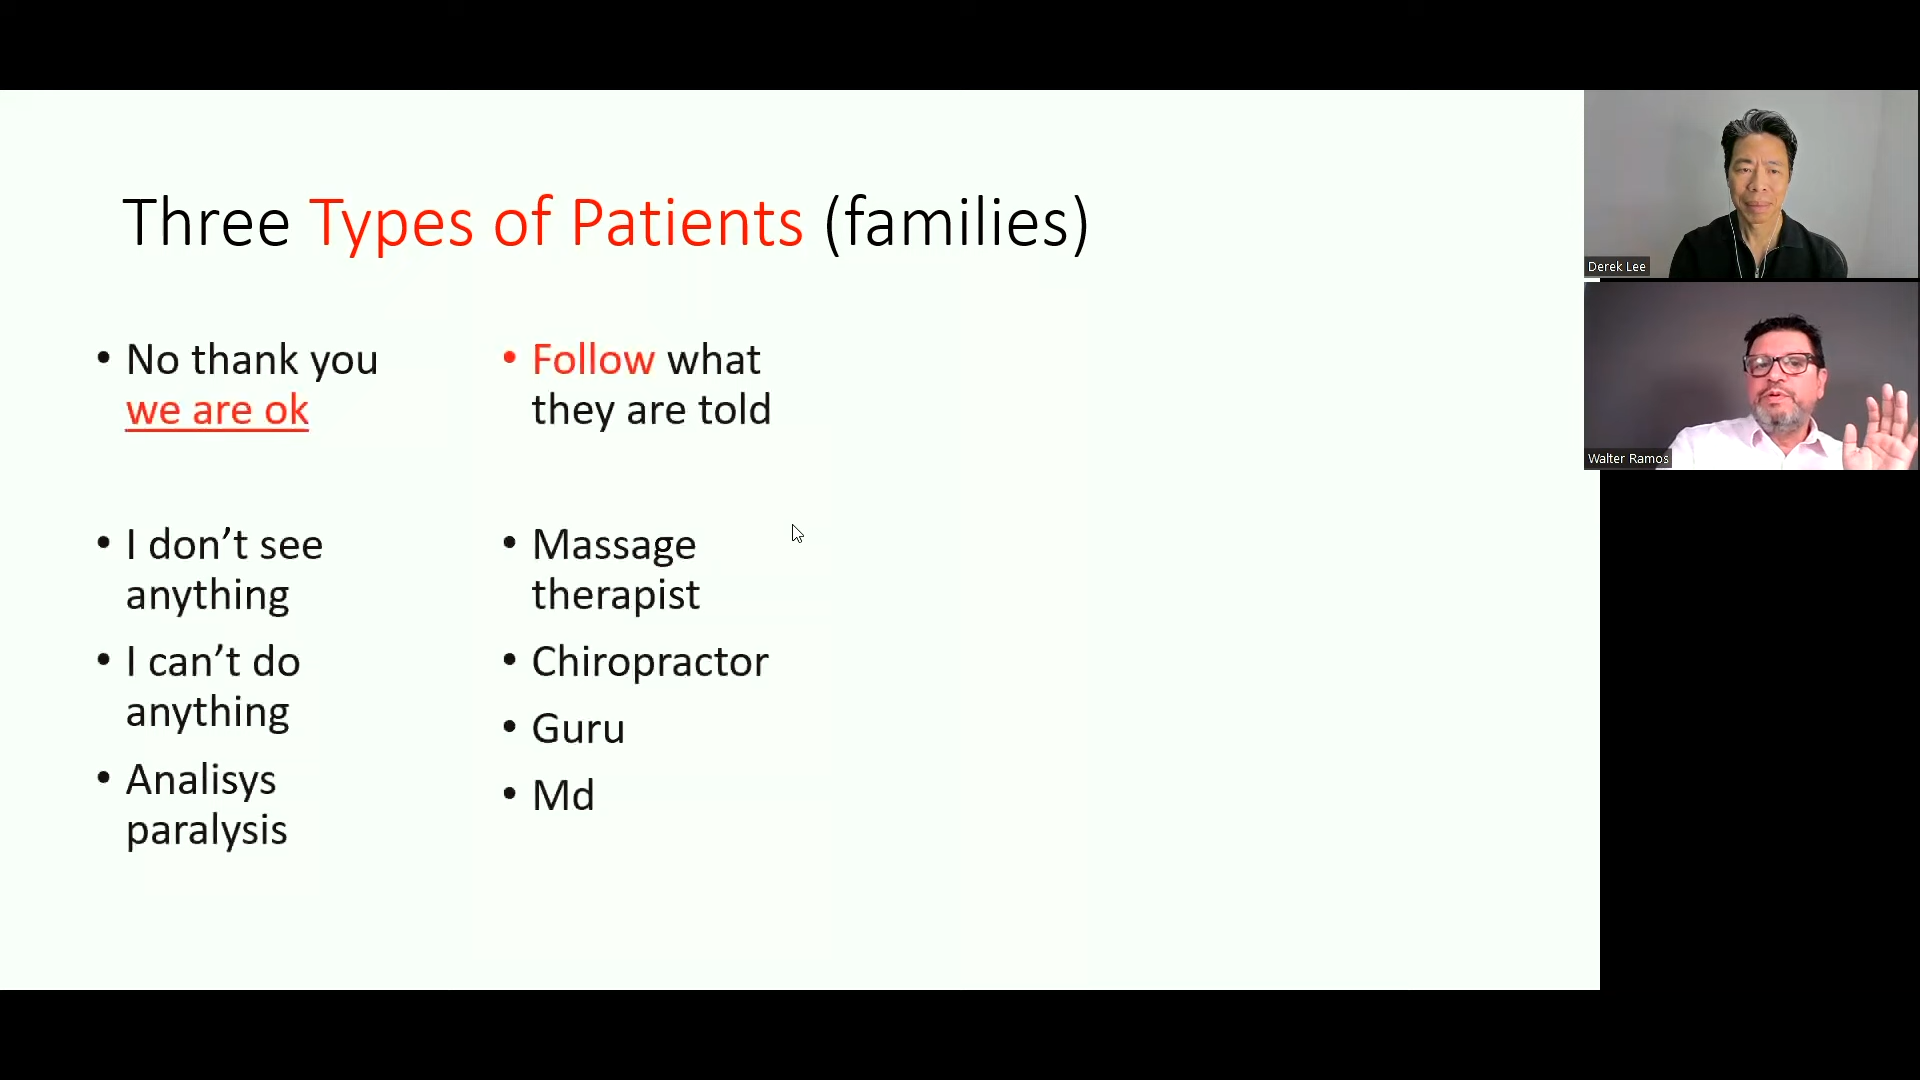 Three Types of Patients (families)
• No thank you
we are ok
• I don’t see
anything
• I can’t do
anything
• Analisys
paralysis
• Follow what
they are told
• Massage
therapist
• Chiropractor
• Guru
• Md
Derek Lee
Walter Ramos